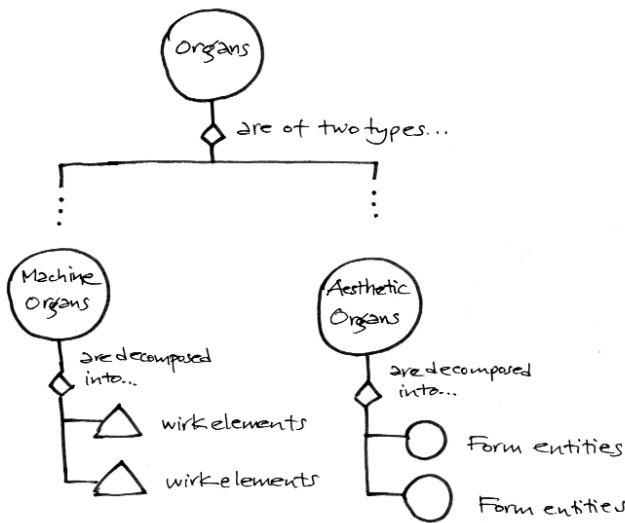 Organs
are of two types...
Machine
Organs
are decomposed
into...
wirkelements
wirkelements
Aesthetic
Organs
are decomposed
into...
Form entities
Form entities